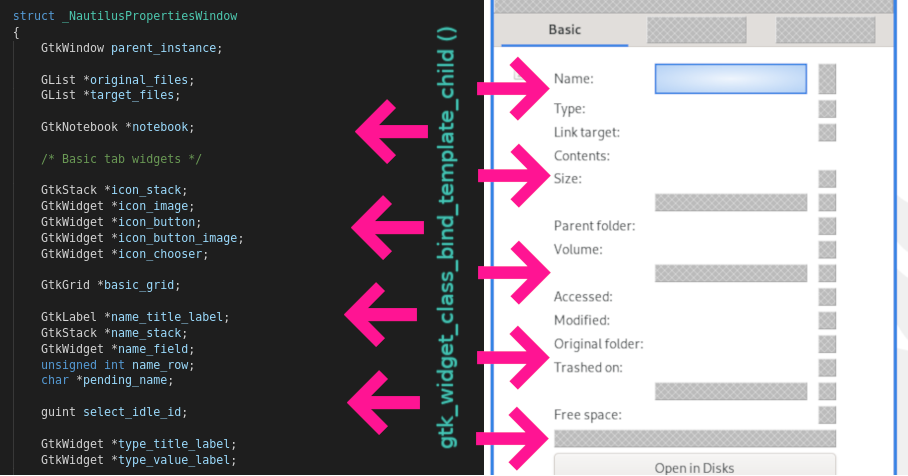 struct _NautilusPropertiesWindow
{
GtkWindow parent_instance;
GList *original_files;
GList *target_files;
GtkNotebook *notebook;
/* Basic tab widgets */
GtkStack *icon_stack;
GtkWidget *icon_image;
GtkWidget *icon_button;
GtkWidget *icon_button_image;
GtkWidget *icon_chooser;
GtkGrid *basic_grid;
GtkLabel *name_title_label;
GtkStack *name_stack;
GtkWidget *name_field;
unsigned int name_row;
char *pending_name;
guint select_idle_id;
GtkWidget *type_title_label;
GtkWidget *type_value_label;
gtk_widget_class_bind_template_child ()
Basic
Name:
Type:
Link target:
Contents:
Size:
Parent folder:
Volume:
Accessed:
Modified:
Original folder:
Trashed on:
Free space:
Open in Disks